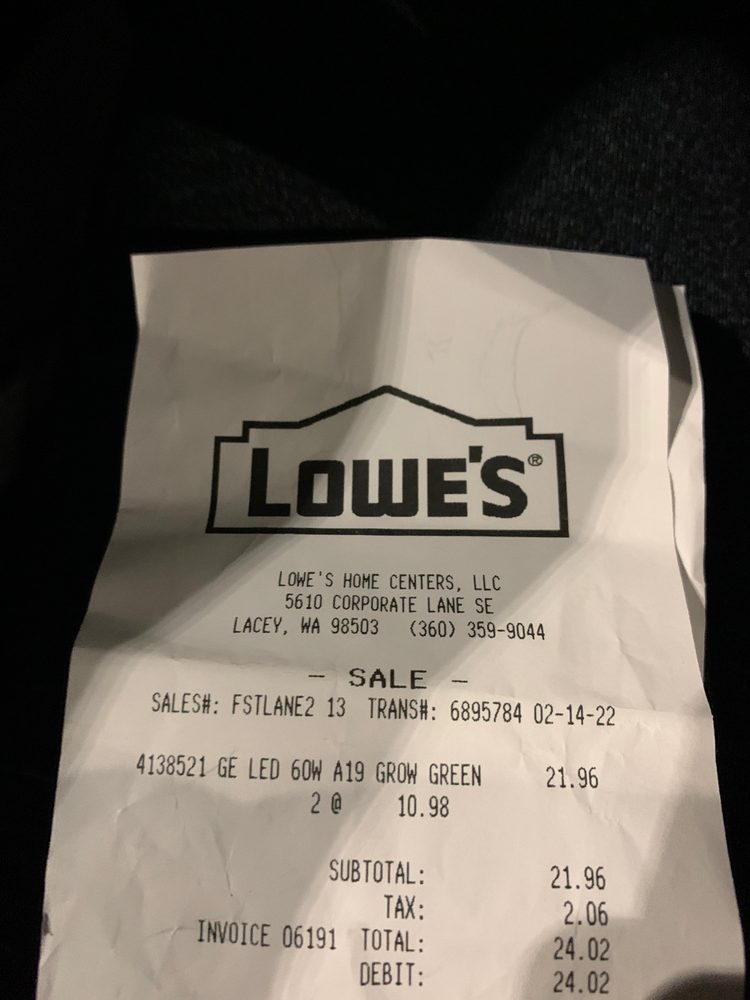 LOWE'S®
LOWE'S HOME CENTERS, LLC
5610 CORPORATE LANE SE
LACEY, WA 98503 (360) 359-9044
- SALE -
SALES#: FSTLANE2 13 TRANS#: 6895784 02-14-22
4138521 GE LED 60W A19 GROW GREEN 21.96
2 @ 10.98
SUBTOTAL: 21.96
TAX: 2.06
INVOICE 06191 TOTAL: 24.02
DEBIT: 24.02